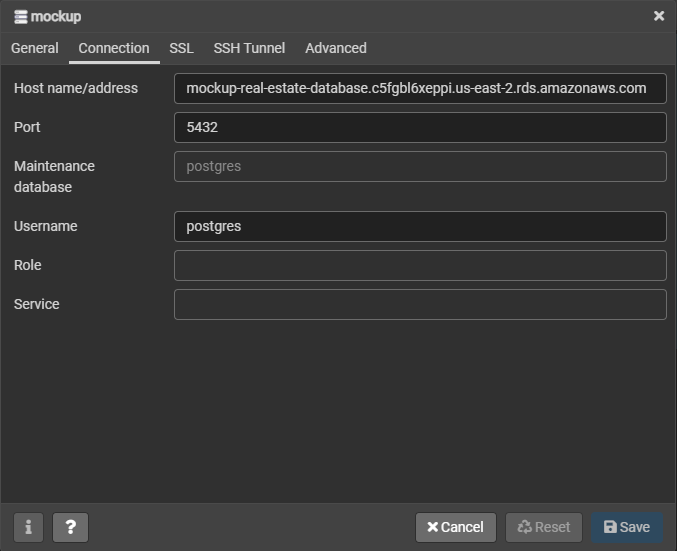 mockup
General Connection SSL SSH Tunnel Advanced
Host name/address mockup-real-estate-database.c5fgbl6xeppi.us-east-2.rds.amazonaws.com
Port 5432
Maintenance database postgres
Username postgres
Role
Service
i ? Cancel Reset Save